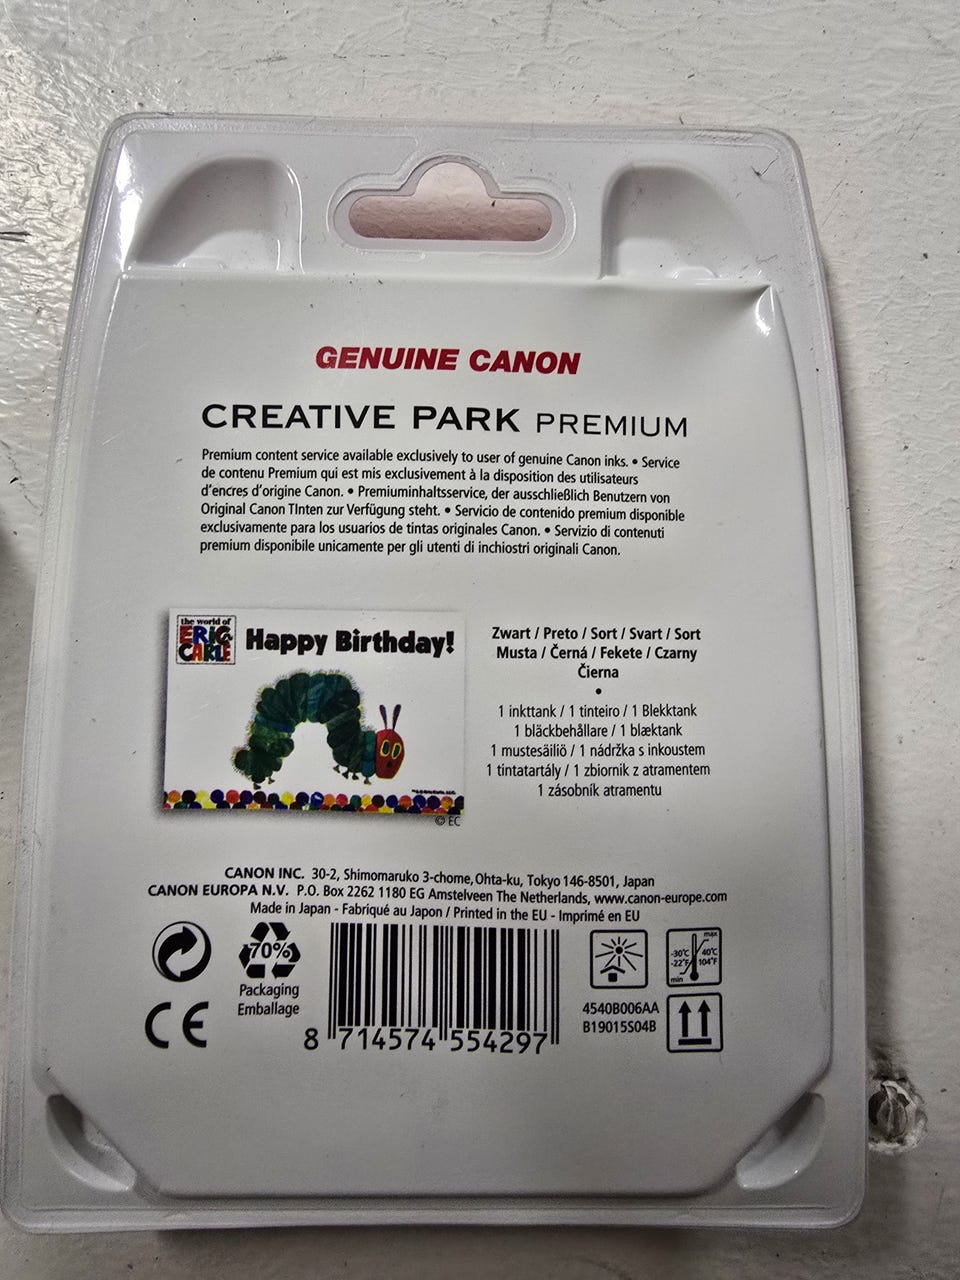 GENUINE CANON
CREATIVE PARK PREMIUM
Premium content service available exclusively to user of genuine Canon inks. • Service
de contenu Premium qui est mis exclusivement à la disposition des utilisateurs
d'encres d'origine Canon. • Premiuminhaltsservice, der ausschließlich Benutzern von
Original Canon TInten zur Verfügung steht. • Servicio de contenido premium disponible
exclusivamente para los usuarios de tintas originales Canon. • Servizio di contenuti
premium disponibile unicamente per gli utenti di inchiostri originali Canon.
the world of
ERIC
CARLE
Happy Birthday!
© EC
Zwart / Preto / Sort / Svart / Sort
Musta / Černá / Fekete / Czarny
Čierna
•
1 inkttank / 1 tinteiro / 1 Blekktank
1 bläckbehållare / 1 blæktank
1 mustesäiliö / 1 nádržka s inkoustem
1 tintatartály / 1 zbiornik z atramentem
1 zásobník atramentu
CANON INC. 30-2, Shimomaruko 3-chome, Ohta-ku, Tokyo 146-8501, Japan
CANON EUROPA N.V. P.O. Box 2262 1180 EG Amstelveen The Netherlands, www.canon-europe.com
Made in Japan - Fabriqué au Japon / Printed in the EU - Imprimé en EU
70%
Packaging
Emballage
CE
8 714574 554297
max
-30°C 40°C
-22°F 104°F
min
4540B006AA
B19015S04B